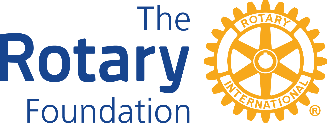 The
Rotary
Foundation
ROTARY
INTERNATIONAL
®